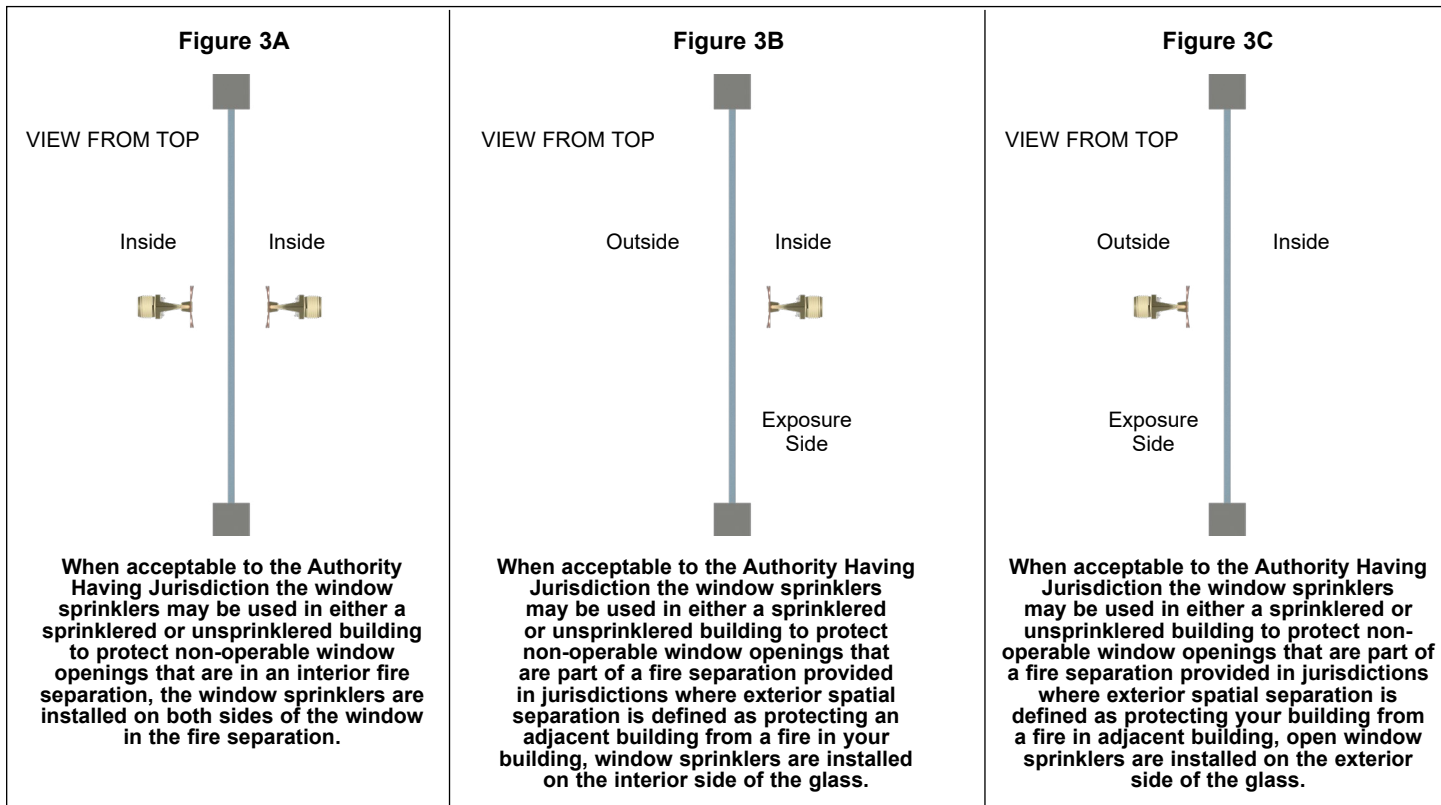 Figure 3A
VIEW FROM TOP
Inside
Inside
When acceptable to the Authority
Having Jurisdiction the window
sprinklers may be used in either a
sprinklered or unsprinklered building
to protect non-operable window
openings that are in an interior fire
separation, the window sprinklers are
installed on both sides of the window
in the fire separation.
Figure 3B
VIEW FROM TOP
Outside
Inside
Exposure
Side
When acceptable to the Authority Having
Jurisdiction the window sprinklers
may be used in either a sprinklered
or unsprinklered building to protect
non-operable window openings that
are part of a fire separation provided
in jurisdictions where exterior spatial
separation is defined as protecting an
adjacent building from a fire in your
building, window sprinklers are installed
on the interior side of the glass.
Figure 3C
VIEW FROM TOP
Outside
Inside
Exposure
Side
When acceptable to the Authority Having
Jurisdiction the window sprinklers
may be used in either a sprinklered or
unsprinklered building to protect non-
operable window openings that are part of
a fire separation provided in jurisdictions
where exterior spatial separation is
defined as protecting your building from
a fire in adjacent building, open window
sprinklers are installed on the exterior
side of the glass.